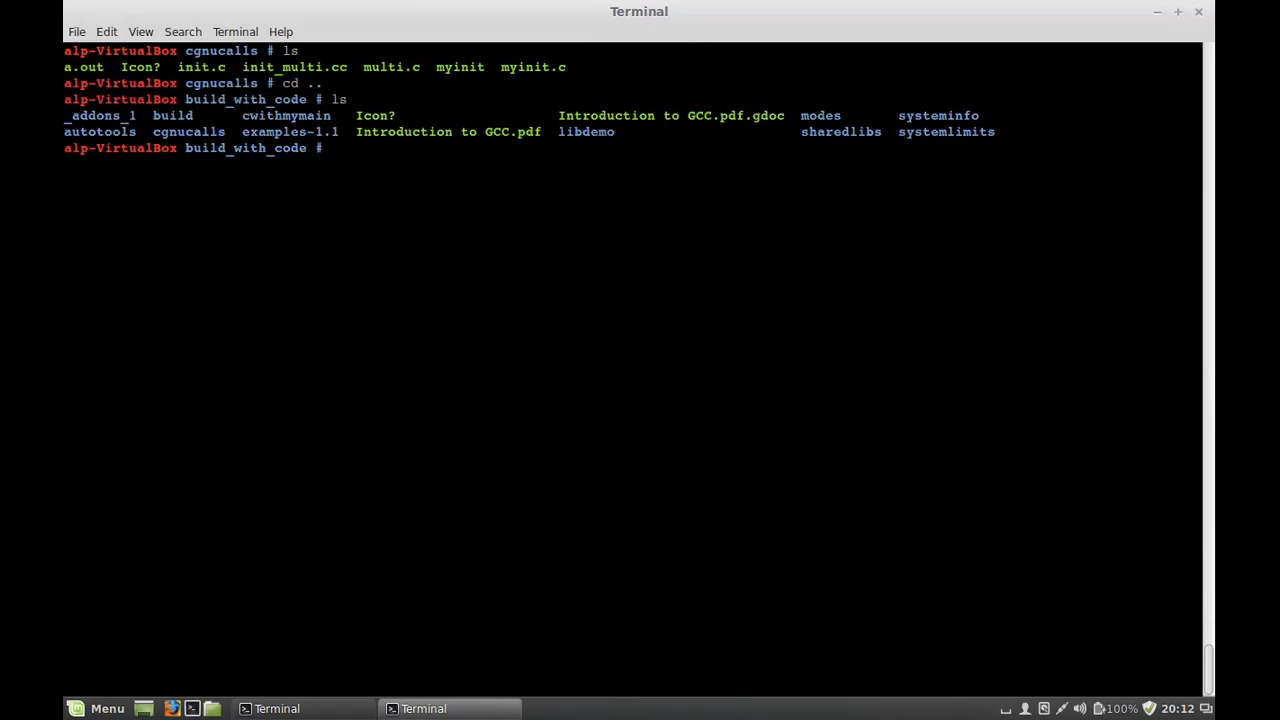 Terminal
File Edit View Search Terminal Help
alp-VirtualBox cgnucalls # ls
a.out Icon? init.c init_multi.cc multi.c myinit myinit.c
alp-VirtualBox cgnucalls # cd ..
alp-VirtualBox build_with_code # ls
_addons_1 build cwithmymain Icon? Introduction to GCC.pdf.gdoc modes systeminfo
autotools cgnucalls examples-1.1 Introduction to GCC.pdf libdemo sharedlibs systemlimits
alp-VirtualBox build_with_code #
Menu Terminal Terminal 100% 20:12